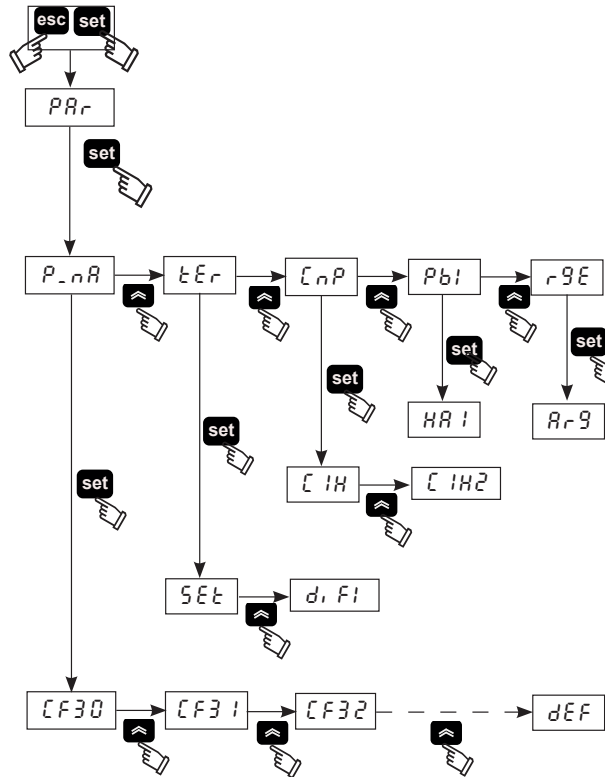 esc set
PAr
set
P_nA tEr CnP Pb1 rgE
set set set
HA1 Arg
set
C1H C1H2
set
SEt diF1
CF30 CF31 CF32 dEF